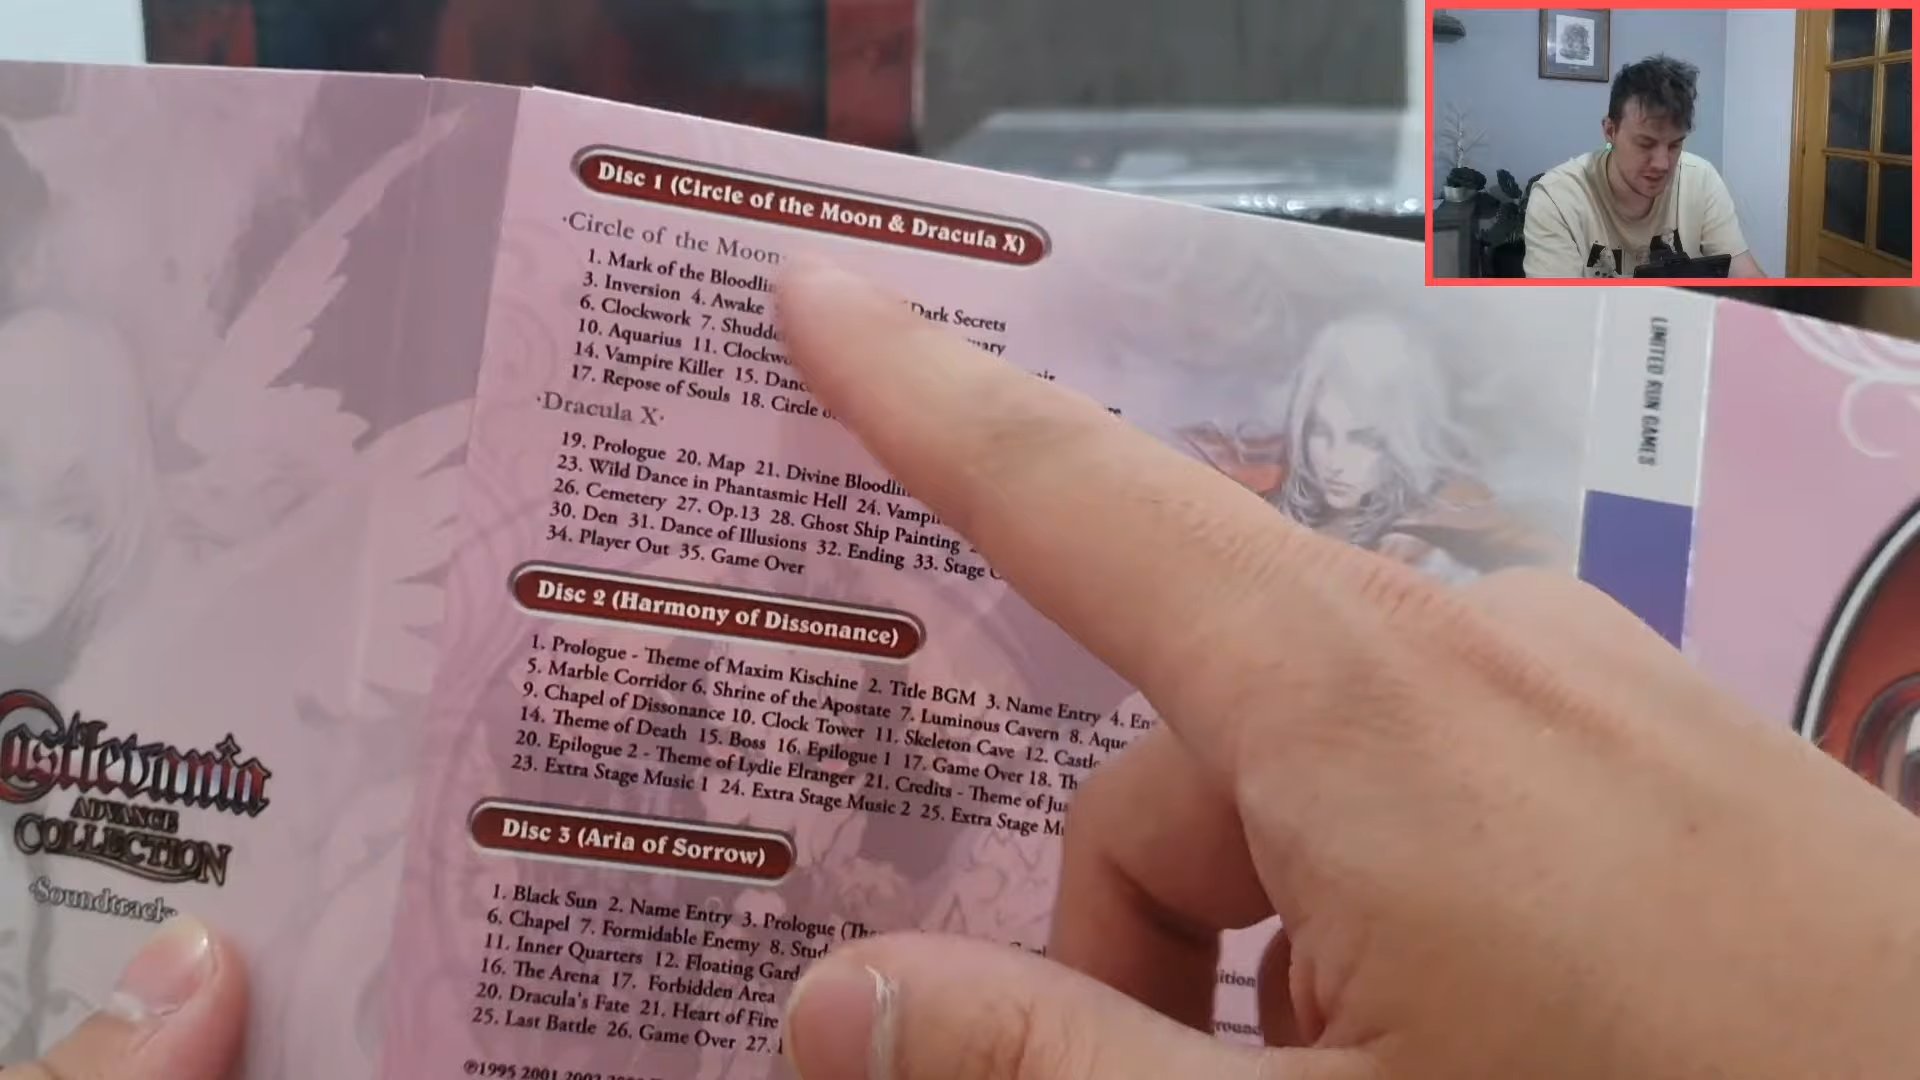 Disc 1 (Circle of the Moon & Dracula X)
·Circle of the Moon·
1. Mark of the
Dark Secrets
3. Inversion 4. Awake
6. Clockwork 7.
10. Aquarius 11.
14. Vampire Killer 15.
17. Repose of Souls 18. Circle
·Dracula X·
19. Prologue 20. Map 21. Divine
23. Wild Dance in Phantasmic Hell 24.
26. Cemetery 27. Op.13 28. Ghost Ship Painting
30. Den 31. Dance of Illusions 32. Ending 33. Stage
34. Player Out 35. Game Over
Disc 2 (Harmony of Dissonance)
1. Prologue - Theme of Maxim Kischine 2. Title BGM 3. Name Entry 4.
5. Marble Corridor 6. Shrine of the Apostate 7. Luminous Cavern 8.
9. Chapel of Dissonance 10. Clock Tower 11. Skeleton Cave 12.
14. Theme of Death 15. Boss 16. Epilogue 1 17. Game Over 18.
20. Epilogue 2 - Theme of Lydie Elranger 21. Credits - Theme of
23. Extra Stage Music 1 24. Extra Stage Music 2 25. Extra Stage
Disc 3 (Aria of Sorrow)
1. Black Sun 2. Name Entry 3. Prologue
6. Chapel 7. Formidable Enemy 8.
11. Inner Quarters 12. Floating
16. The Arena 17. Forbidden Area
20. Dracula's Fate 21. Heart of Fire
25. Last Battle 26. Game Over 27.
℗1995 2001 2002
Castlevania
ADVANCE
COLLECTION
·Soundtrack·
LIMITED RUN GAMES